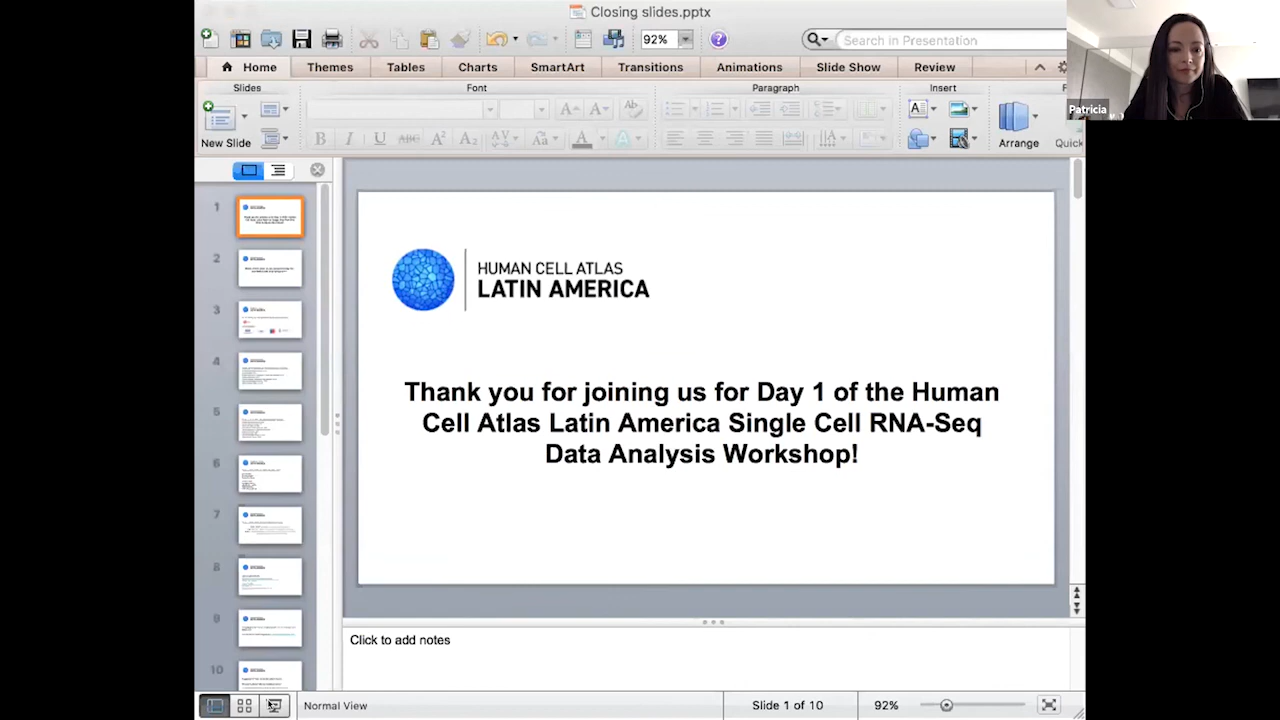 Closing slides.pptx
92%
Search in Presentation
Patricia
Home
Themes
Tables
Charts
SmartArt
Transitions
Animations
Slide Show
Review
Slides
Font
Paragraph
Insert
New Slide
Arrange
Quick
1
2
3
4
5
6
7
8
9
10
HUMAN CELL ATLAS
LATIN AMERICA
Thank you for joining us for Day 1 of the Human
Cell Atlas Latin America Single Cell RNA-Seq
Data Analysis Workshop!
Click to add notes
Normal View
Slide 1 of 10
92%